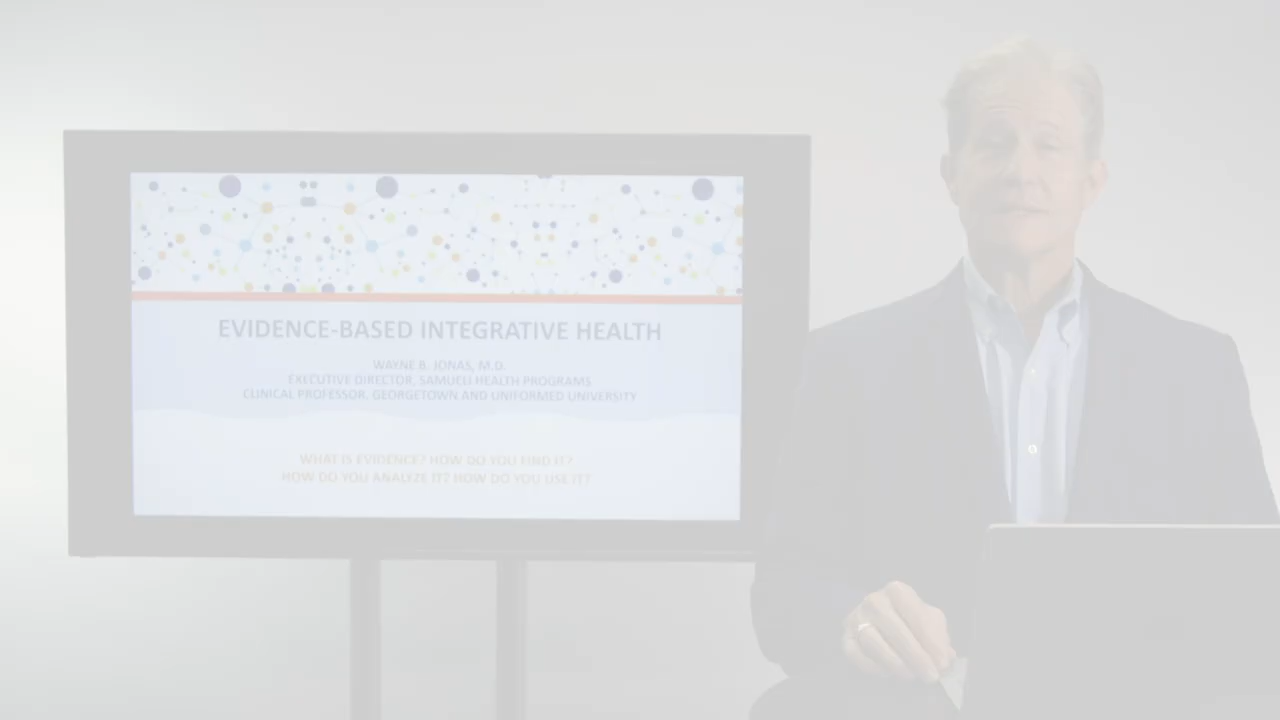 EVIDENCE-BASED INTEGRATIVE HEALTH
WAYNE B. JONAS, M.D.
EXECUTIVE DIRECTOR, SAMUELI HEALTH PROGRAMS
CLINICAL PROFESSOR, GEORGETOWN AND UNIFORMED UNIVERSITY
WHAT IS EVIDENCE? HOW DO YOU FIND IT?
HOW DO YOU ANALYZE IT? HOW DO YOU USE IT?